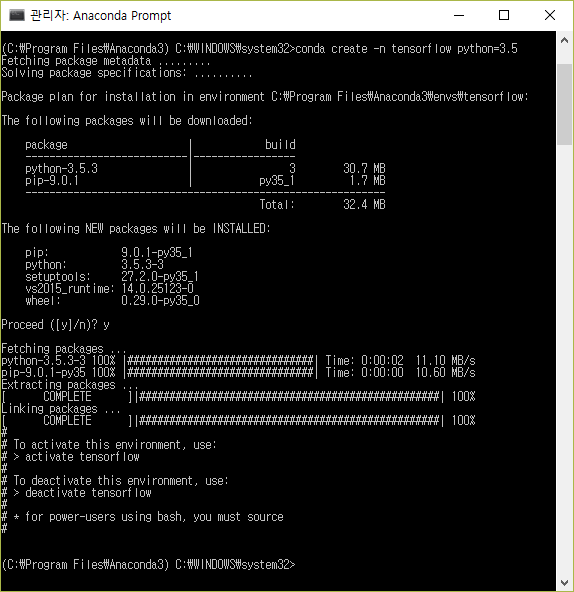 관리자: Anaconda Prompt
(C:₩Program Files₩Anaconda3) C:₩WINDOWS₩system32>conda create -n tensorflow python=3.5
Fetching package metadata .........
Solving package specifications: ..........
Package plan for installation in environment C:₩Program Files₩Anaconda3₩envs₩tensorflow:
The following packages will be downloaded:
package | build
---------------------------|-----------------
python-3.5.3 | 3 30.7 MB
pip-9.0.1 | py35_1 1.7 MB
------------------------------------------------------------
Total: 32.4 MB
The following NEW packages will be INSTALLED:
pip: 9.0.1-py35_1
python: 3.5.3-3
setuptools: 27.2.0-py35_1
vs2015_runtime: 14.0.25123-0
wheel: 0.29.0-py35_0
Proceed ([y]/n)? y
Fetching packages ...
python-3.5.3-3 100% |###############################| Time: 0:00:02 11.10 MB/s
pip-9.0.1-py35 100% |###############################| Time: 0:00:00 10.60 MB/s
Extracting packages ...
[ COMPLETE ]|##################################################| 100%
Linking packages ...
[ COMPLETE ]|##################################################| 100%
#
# To activate this environment, use:
# > activate tensorflow
#
# To deactivate this environment, use:
# > deactivate tensorflow
#
# * for power-users using bash, you must source
#
(C:₩Program Files₩Anaconda3) C:₩WINDOWS₩system32>